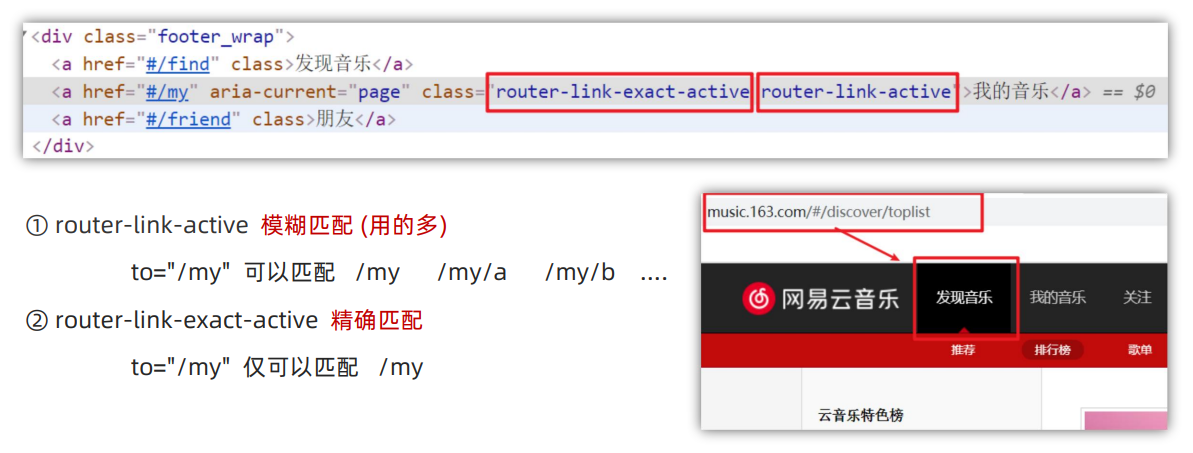 <div class="footer_wrap">
<a href="#/find" class>发现音乐</a>
<a href="#/my" aria-current="page" class="router-link-exact-active router-link-active">我的音乐</a> == $0
<a href="#/friend" class>朋友</a>
</div>
① router-link-active 模糊匹配 (用的多)
to="/my" 可以匹配 /my /my/a /my/b ....
② router-link-exact-active 精确匹配
to="/my" 仅可以匹配 /my
music.163.com/#/discover/toplist
网易云音乐 发现音乐 我的音乐 关注
推荐 排行榜 歌单
云音乐特色榜